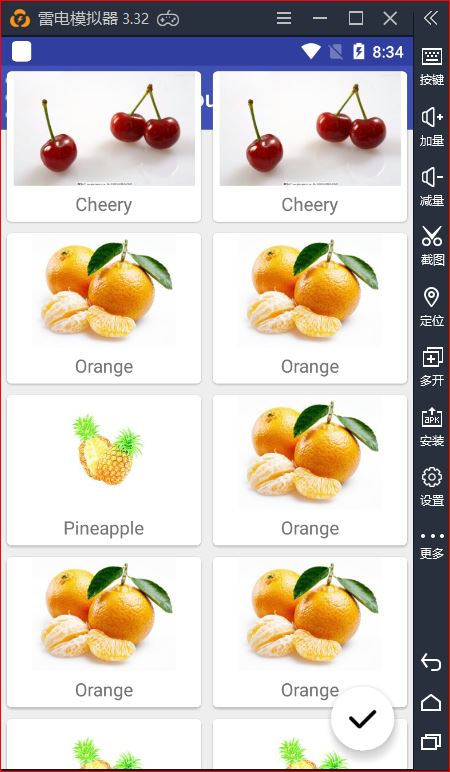 雷电模拟器 3.32
8:34
Cheery
Cheery
Orange
Orange
Pineapple
Orange
Orange
Orange
按键
加量
减量
截图
定位
多开
APK
安装
设置
更多